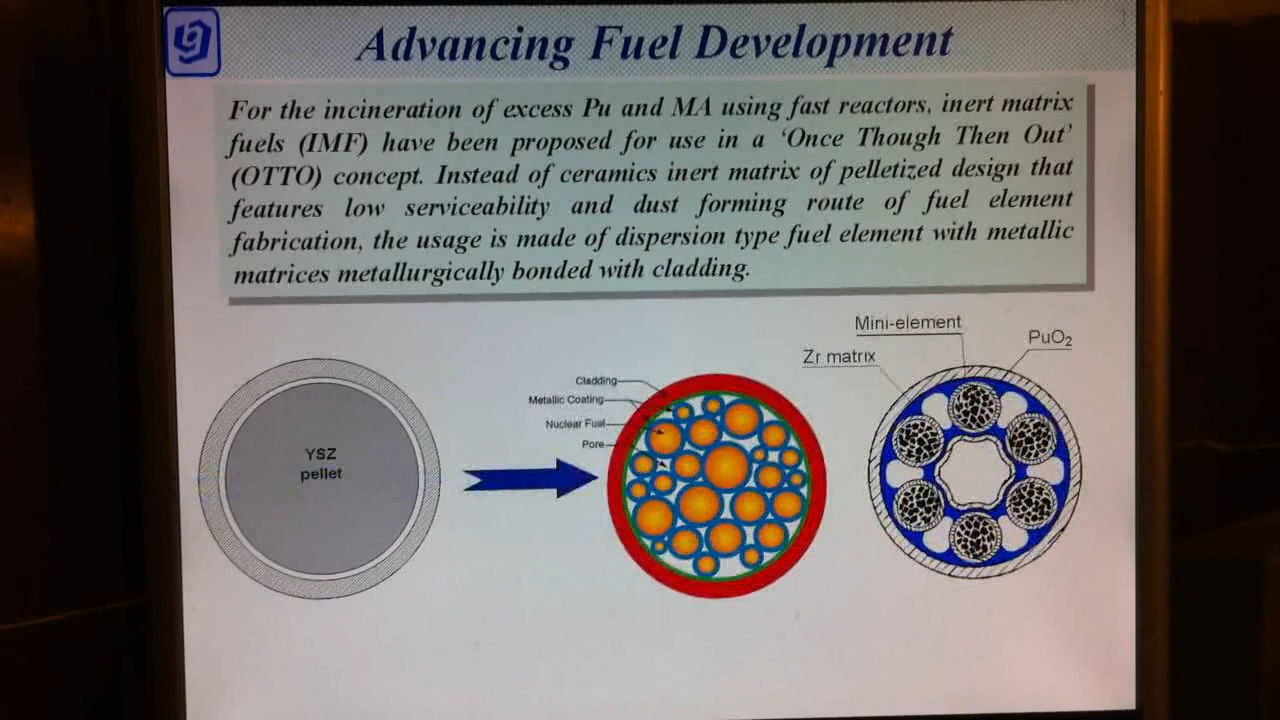 Advancing Fuel Development
For the incineration of excess Pu and MA using fast reactors, inert matrix
fuels (IMF) have been proposed for use in a ‘Once Though Then Out’
(OTTO) concept. Instead of ceramics inert matrix of pelletized design that
features low serviceability and dust forming route of fuel element
fabrication, the usage is made of dispersion type fuel element with metallic
matrices metallurgically bonded with cladding.
Mini-element
PuO₂
Zr matrix
Cladding
Metallic Coating
Nuclear Fuel
Pore
YSZ
pellet